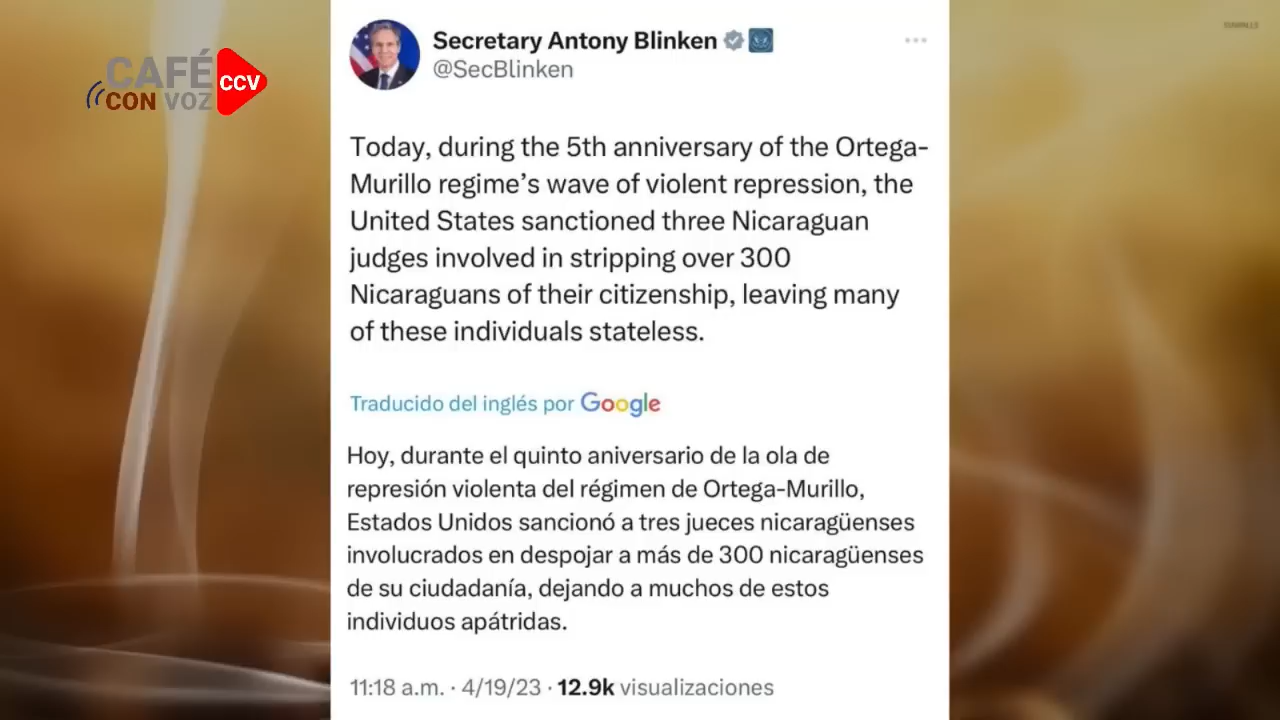 CAFÉ
CON VOZ
CCV
Secretary Antony Blinken
@SecBlinken
Today, during the 5th anniversary of the Ortega-
Murillo regime’s wave of violent repression, the
United States sanctioned three Nicaraguan
judges involved in stripping over 300
Nicaraguans of their citizenship, leaving many
of these individuals stateless.
Traducido del inglés por Google
Hoy, durante el quinto aniversario de la ola de
represión violenta del régimen de Ortega-Murillo,
Estados Unidos sancionó a tres jueces nicaragüenses
involucrados en despojar a más de 300 nicaragüenses
de su ciudadanía, dejando a muchos de estos
individuos apátridas.
11:18 a.m. · 4/19/23 · 12.9k visualizaciones